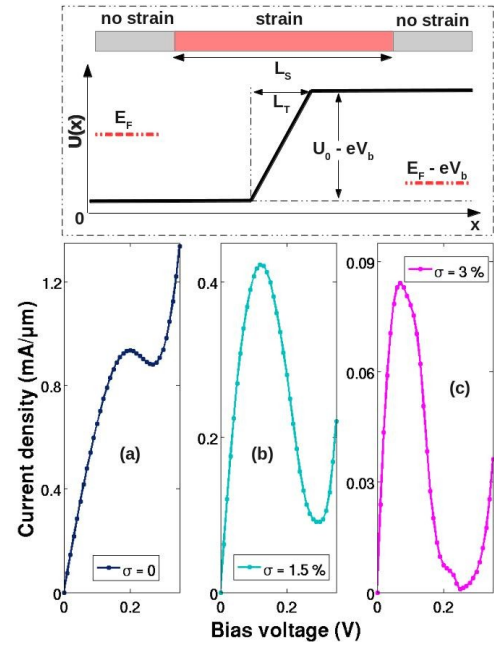 no strain strain no strain
L_S
L_T
U(x)
E_F
U_0 - eV_b
E_F - eV_b
0
x
Current density (mA/μm)
1.2
0.8
0.4
0
(a)
σ = 0
0 0.2
0.4
0.2
0
(b)
σ = 1.5 %
0 0.2
0.09
0.06
0.03
0
σ = 3 %
(c)
0 0.2
Bias voltage (V)